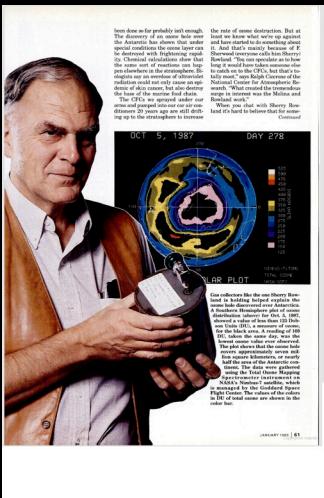 been done so far probably isn't enough.
The discovery of an ozone hole over
the Antarctic has shown that under
special conditions the ozone layer can
be destroyed with frightening rapid-
ity. Chemical calculations show that
the same sort of reactions can hap-
pen elsewhere in the stratosphere. Bi-
ologists say an overdose of ultraviolet
radiation could not only cause an epi-
demic of skin cancer, but also destroy
the base of the marine food chain.
The CFCs we sprayed under our
arms and pumped into our car air con-
ditioners 20 years ago are still drift-
ing up to the stratosphere to increase
the rate of ozone destruction. But at
least we know what we're up against
and have started to do something about
it. And that's mainly because of F.
Sherwood (everyone calls him Sherry)
Rowland. "You can speculate as to how
long it would have taken someone else
to catch on to the CFCs, but that's to-
tally moot," says Ralph Cicerone of the
National Center for Atmospheric Re-
search. "What created the tremendous
surge in interest was the Molina and
Rowland work."
When you chat with Sherry Row-
land it's hard to believe that for some-
Continued
OCT 5, 1987 DAY 278
NIMBUS-7/TOMS
TOTAL OZONE
LAR PLOT
Gas collectors like the one Sherry Row-
land is holding helped explain the
ozone hole discovered over Antarctica.
A Southern Hemisphere plot of ozone
distribution (above) for Oct. 5, 1987,
showed a value of less than 125 Dob-
son Units (DU), a measure of ozone,
for the black area. A reading of 109
DU, taken the same day, was the
lowest ozone value ever observed.
The plot shows that the ozone hole
covers approximately seven mil-
lion square kilometers, or nearly
half the area of the Antarctic con-
tinent. The data were gathered
using the Total Ozone Mapping
Spectrometer instrument on
NASA's Nimbus-7 satellite, which
is managed by the Goddard Space
Flight Center. The values of the colors
in DU of total ozone are shown in the
color bar.
JANUARY 1989 | 61